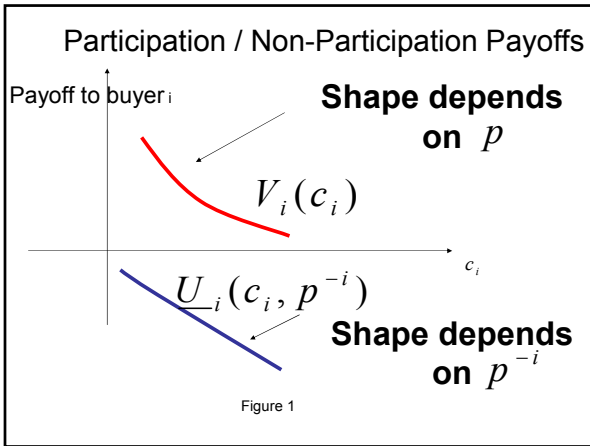 Participation / Non-Participation Payoffs
Payoff to buyer i
Shape depends
on p
V_i(c_i)
c_i
U_i(c_i, p^{-i})
Shape depends
on p^{-i}
Figure 1